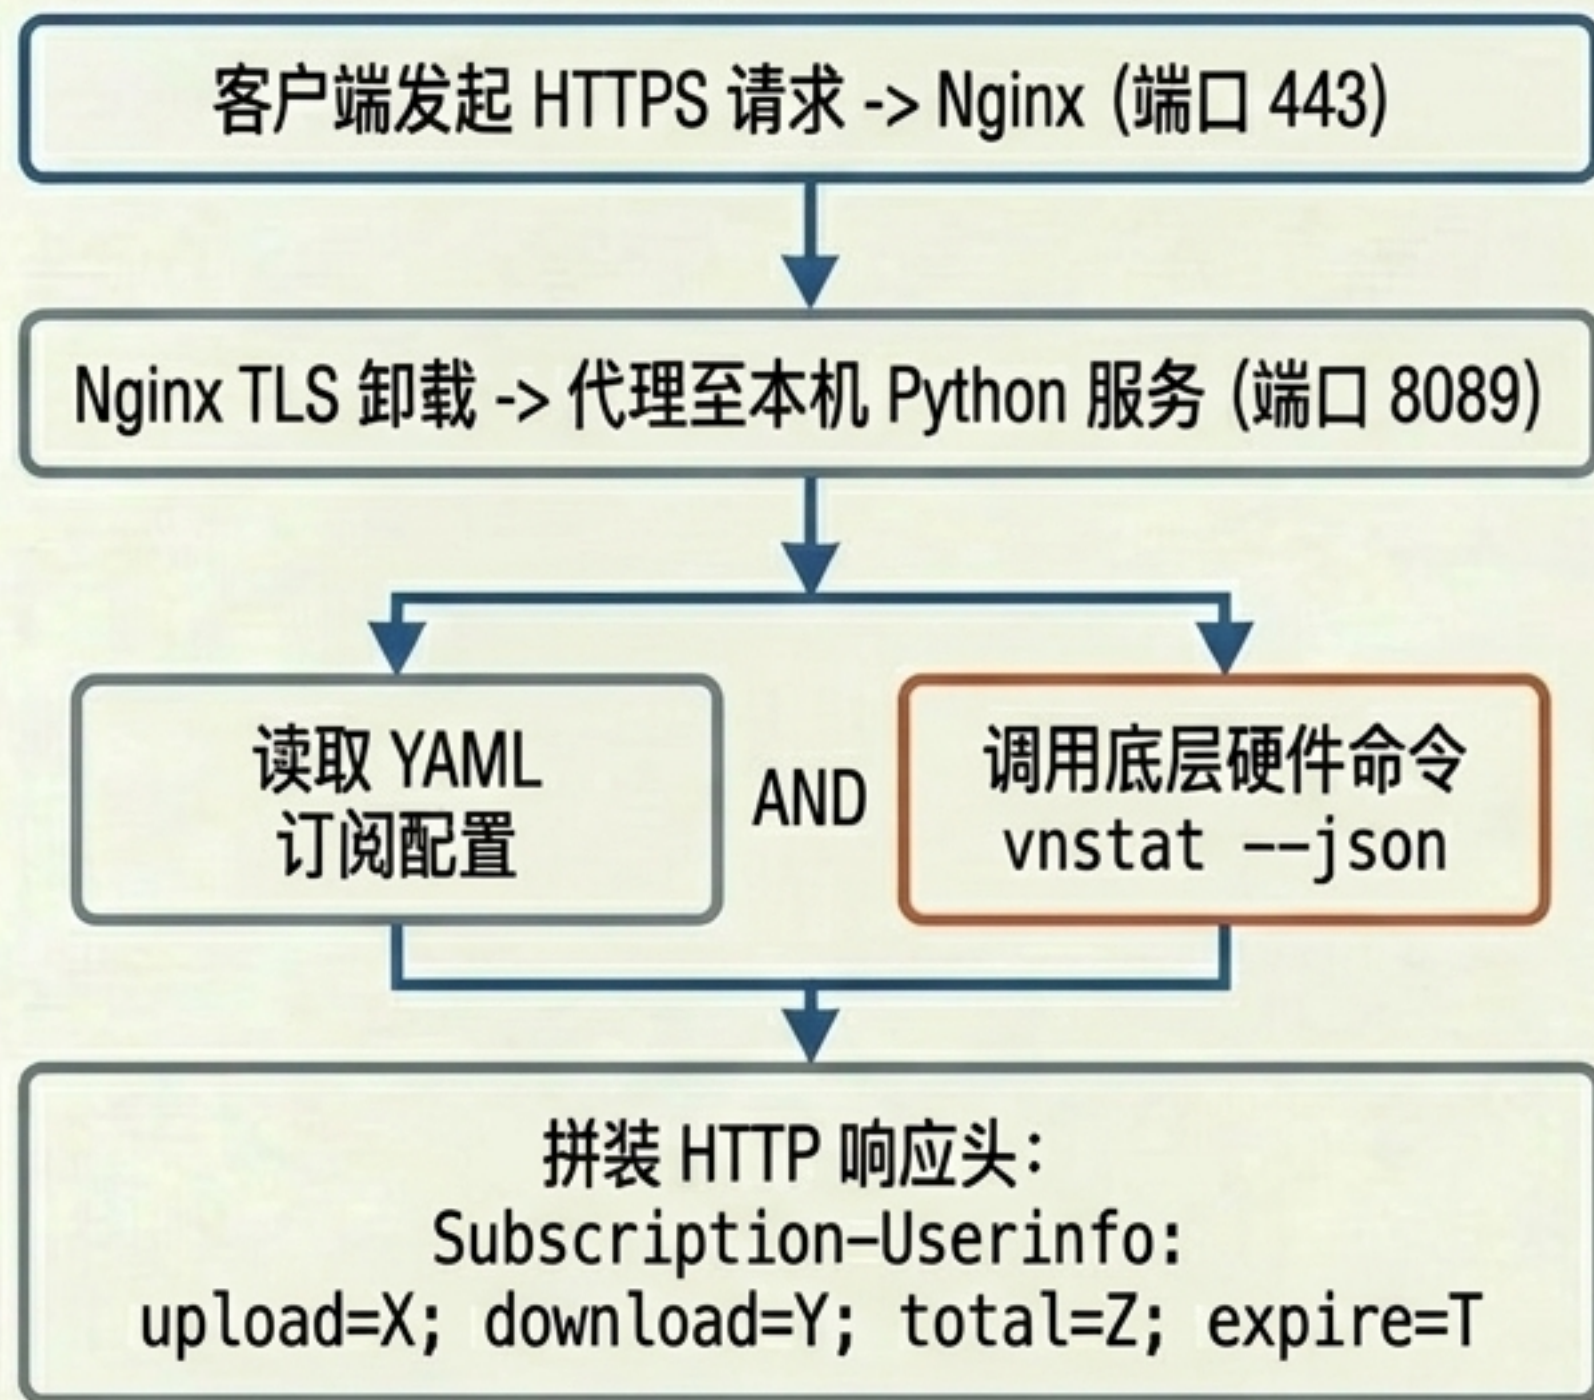 客户端发起 HTTPS 请求 -> Nginx (端口 443)
Nginx TLS 卸载 -> 代理至本机 Python 服务 (端口 8089)
读取 YAML
订阅配置
AND
调用底层硬件命令
vnstat --json
拼装 HTTP 响应头：
Subscription-Userinfo:
upload=X; download=Y; total=Z; expire=T